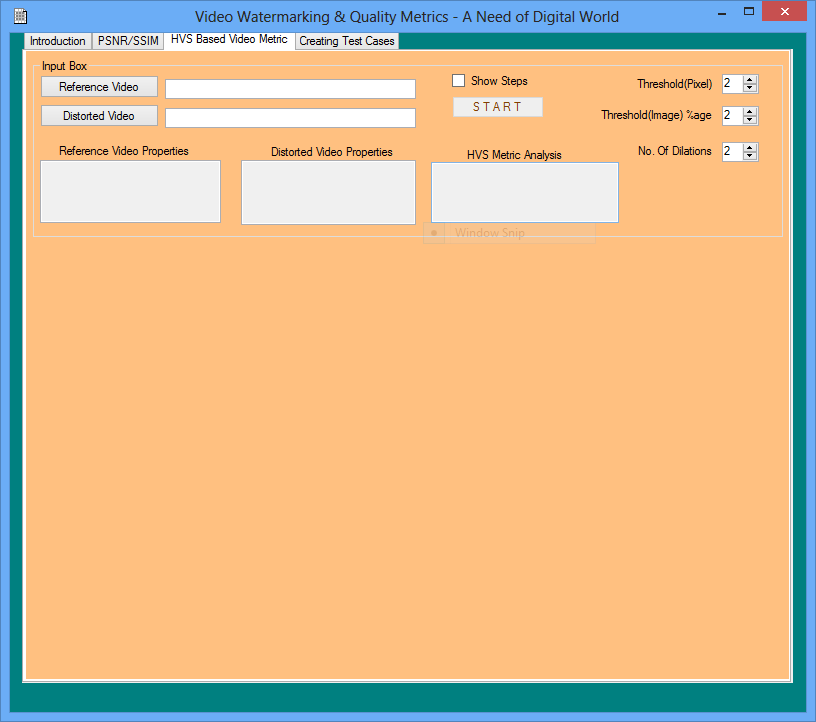 Video Watermarking & Quality Metrics - A Need of Digital World
Introduction PSNR/SSIM HVS Based Video Metric Creating Test Cases
Input Box
Reference Video
Show Steps
Threshold(Pixel) 2
START
Distorted Video
Threshold(Image) %age 2
Reference Video Properties
Distorted Video Properties
HVS Metric Analysis
No. Of Dilations 2
Window Snip